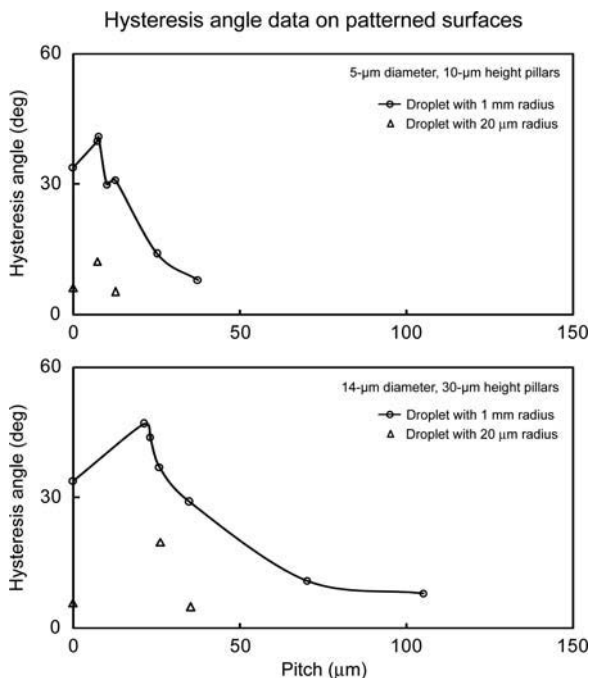 Hysteresis angle data on patterned surfaces
60
30
0
Hysteresis angle (deg)
5-µm diameter, 10-µm height pillars
Droplet with 1 mm radius
Droplet with 20 µm radius
0 50 100 150
60
30
0
Hysteresis angle (deg)
14-µm diameter, 30-µm height pillars
Droplet with 1 mm radius
Droplet with 20 µm radius
0 50 100 150
Pitch (µm)